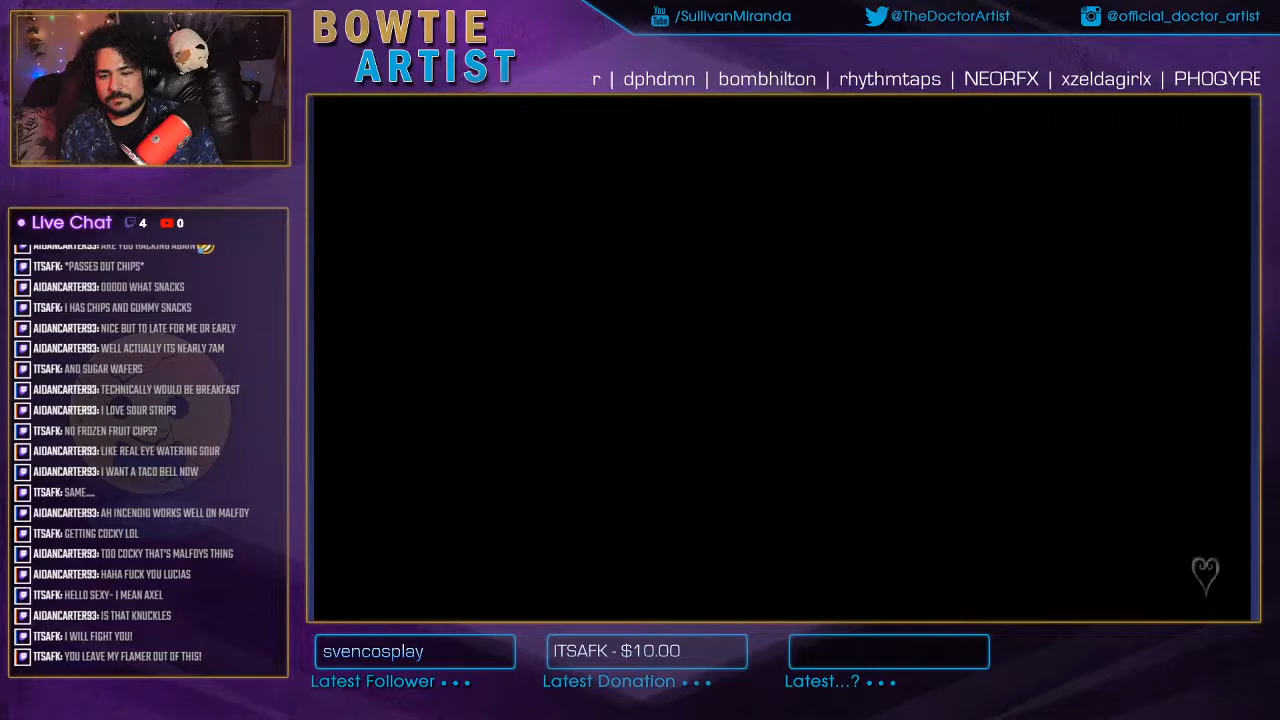 BOWTIE
ARTIST
/SullivanMiranda
@TheDoctorArtist
@official_doctor_artist
r | dphdmn | bombhilton | rhythmtaps | NEORFX | xzeldagirlx | PHOQYRE
Live Chat 4 0
AIDANCARTER93: ARE YOU HACKING AGAIN
ITSAFK: *PASSES OUT CHIPS*
AIDANCARTER93: OOOOO WHAT SNACKS
ITSAFK: I HAS CHIPS AND GUMMY SNACKS
AIDANCARTER93: NICE BUT TO LATE FOR ME OR EARLY
AIDANCARTER93: WELL ACTUALLY ITS NEARLY 7AM
ITSAFK: AND SUGAR WAFERS
AIDANCARTER93: TECHNICALLY WOULD BE BREAKFAST
AIDANCARTER93: I LOVE SOUR STRIPS
ITSAFK: NO FROZEN FRUIT CUPS?
AIDANCARTER93: LIKE REAL EYE WATERING SOUR
AIDANCARTER93: I WANT A TACO BELL NOW
ITSAFK: SAME....
AIDANCARTER93: AH INCENDIO WORKS WELL ON MALFOY
ITSAFK: GETTING COCKY LOL
AIDANCARTER93: TOO COCKY THAT'S MALFOYS THING
AIDANCARTER93: HAHA FUCK YOU LUCIAS
ITSAFK: HELLO SEXY- I MEAN AXEL
AIDANCARTER93: IS THAT KNUCKLES
ITSAFK: I WILL FIGHT YOU!
ITSAFK: YOU LEAVE MY FLAMER OUT OF THIS!
svencosplay
Latest Follower • • •
ITSAFK - $10.00
Latest Donation • • •
Latest...? • • •